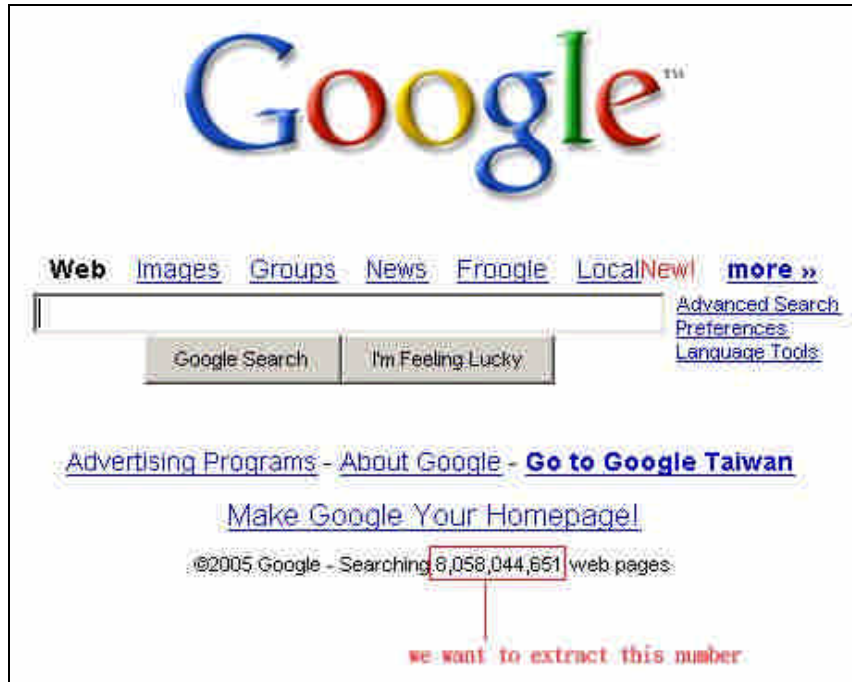 Google™
Web Images Groups News Froogle LocalNew! more »
Advanced Search
Preferences
Language Tools
Google Search I'm Feeling Lucky
Advertising Programs - About Google - Go to Google Taiwan
Make Google Your Homepage!
©2005 Google - Searching 8,058,044,651 web pages
we want to extract this number